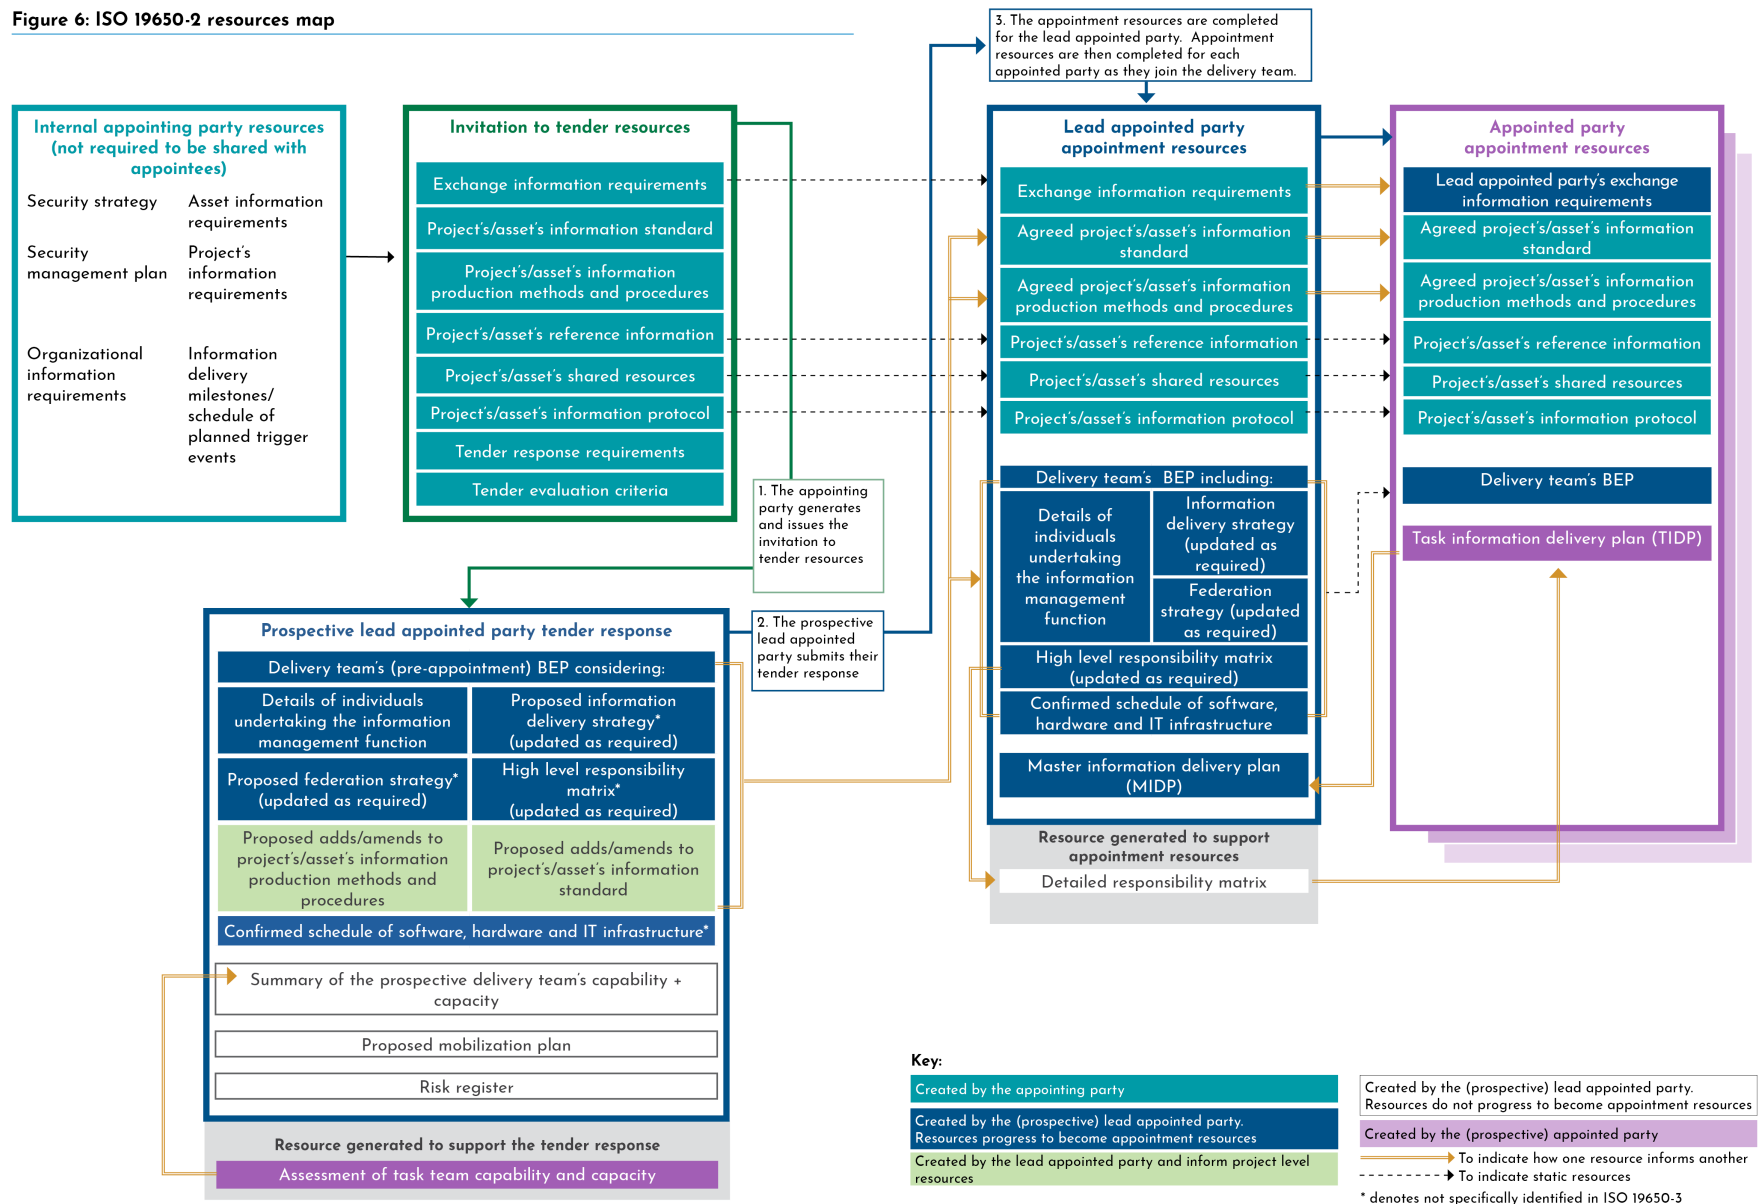 Figure 6: ISO 19650-2 resources map
3. The appointment resources are completed
for the lead appointed party.  Appointment
resources are then completed for each
appointed party as they join the delivery team.
Internal appointing party resources
(not required to be shared with
appointees)
Security strategy
Asset information
requirements
Security
management plan
Project's
information
requirements
Organizational
information
requirements
Information
delivery
milestones/
schedule of
planned trigger
events
Invitation to tender resources
Exchange information requirements
Project's/asset's information standard
Project's/asset's information
production methods and procedures
Project's/asset's reference information
Project's/asset's shared resources
Project's/asset's information protocol
Tender response requirements
Tender evaluation criteria
1. The appointing
party generates
and issues the
invitation to
tender resources
2. The prospective
lead appointed
party submits their
tender response
Prospective lead appointed party tender response
Delivery team's (pre-appointment) BEP considering:
Details of individuals
undertaking the information
management function
Proposed information
delivery strategy*
(updated as required)
Proposed federation strategy*
(updated as required)
High level responsibility
matrix*
(updated as required)
Proposed adds/amends to
project's/asset's information
production methods and
procedures
Proposed adds/amends to
project's/asset's information
standard
Confirmed schedule of software, hardware and IT infrastructure*
Summary of the prospective delivery team's capability +
capacity
Proposed mobilization plan
Risk register
Resource generated to support the tender response
Assessment of task team capability and capacity
Lead appointed party
appointment resources
Exchange information requirements
Agreed project's/asset's information
standard
Agreed project's/asset's information
production methods and procedures
Project's/asset's reference information
Project's/asset's shared resources
Project's/asset's information protocol
Delivery team's  BEP including:
Details of
individuals
undertaking
the information
management
function
Information
delivery strategy
(updated as
required)
Federation
strategy (updated
as required)
High level responsibility matrix
(updated as required)
Confirmed schedule of software,
hardware and IT infrastructure
Master information delivery plan
(MIDP)
Resource generated to support
appointment resources
Detailed responsibility matrix
Appointed party
appointment resources
Lead appointed party's exchange
information requirements
Agreed project's/asset's information
standard
Agreed project's/asset's information
production methods and procedures
Project's/asset's reference information
Project's/asset's shared resources
Project's/asset's information protocol
Delivery team's BEP
Task information delivery plan (TIDP)
Key:
Created by the appointing party
Created by the (prospective) lead appointed party.
Resources progress to become appointment resources
Created by the lead appointed party and inform project level
resources
Created by the (prospective) lead appointed party.
Resources do not progress to become appointment resources
Created by the (prospective) appointed party
To indicate how one resource informs another
To indicate static resources
* denotes not specifically identified in ISO 19650-3